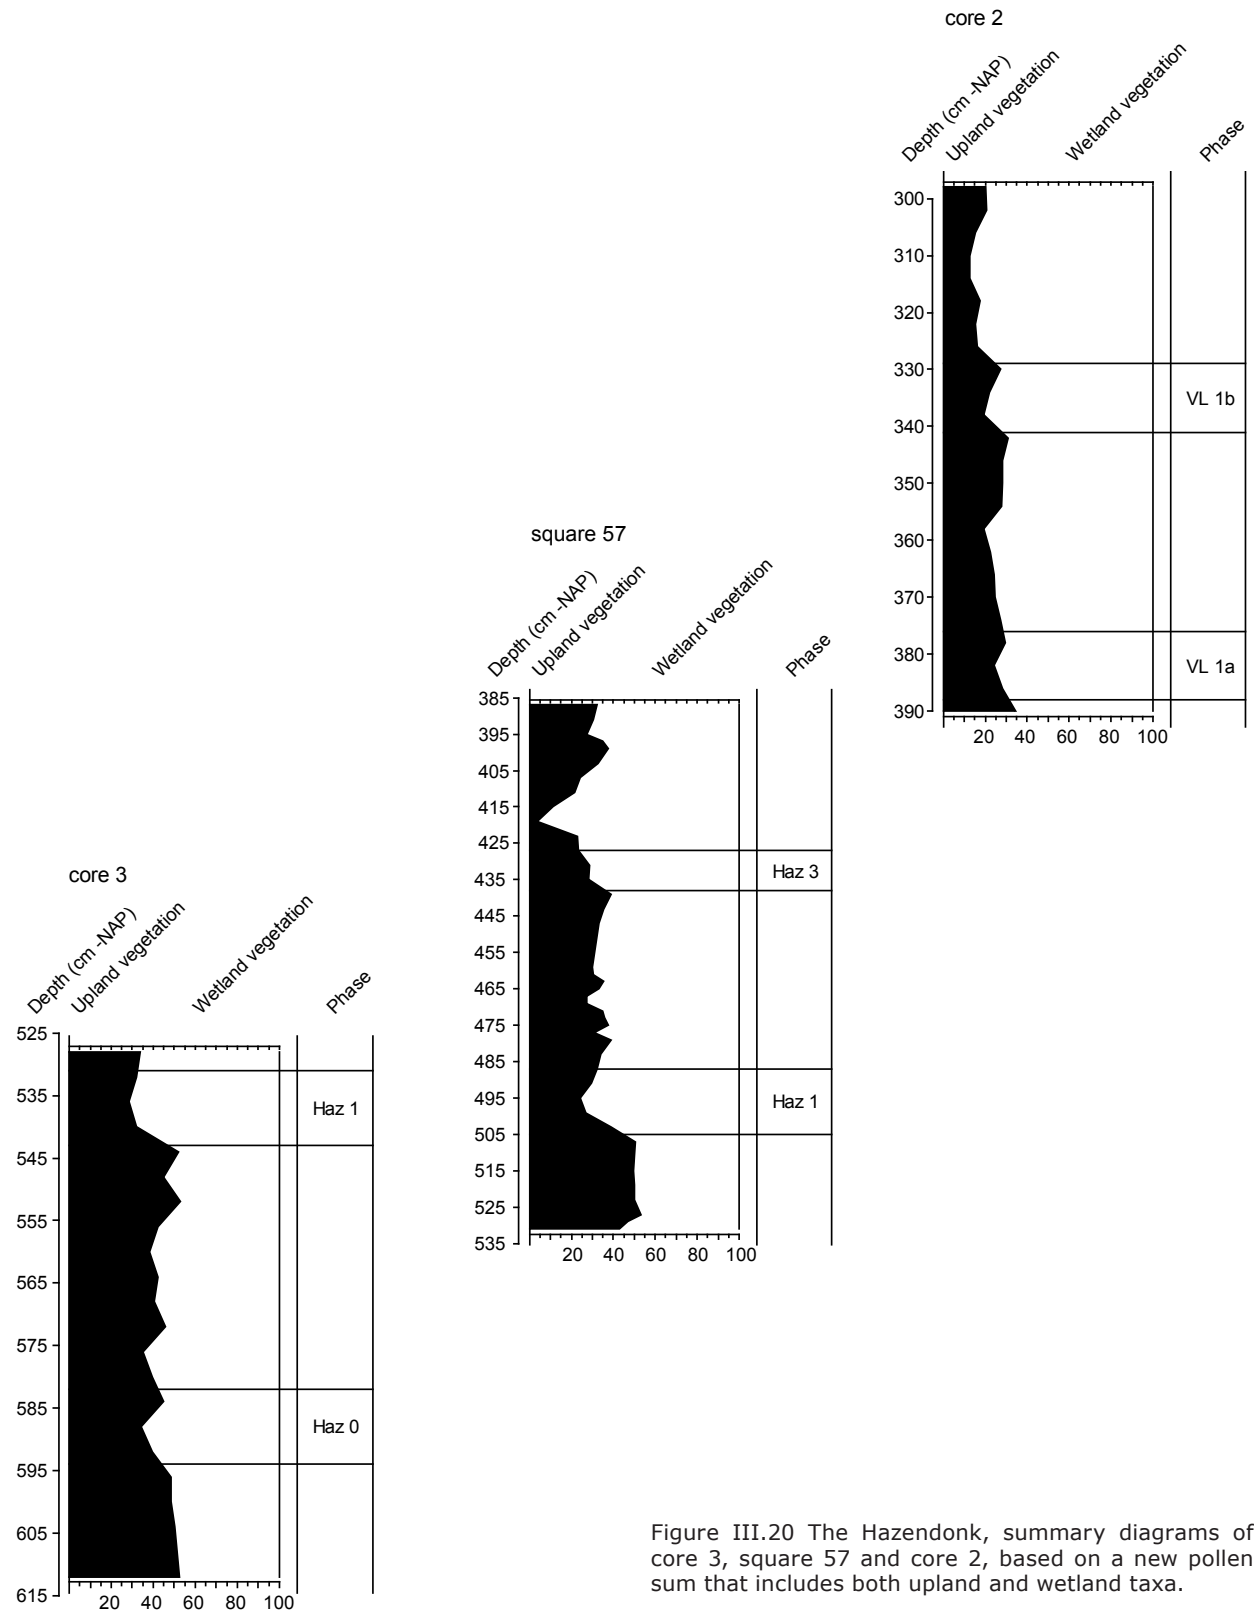 core 2
Depth (cm -NAP)
Upland vegetation
Wetland vegetation
Phase
300
310
320
330
340
350
360
370
380
390
VL 1b
VL 1a
20 40 60 80 100
square 57
Depth (cm -NAP)
Upland vegetation
Wetland vegetation
Phase
385
395
405
415
425
435
445
455
465
475
485
495
505
515
525
535
Haz 3
Haz 1
20 40 60 80 100
core 3
Depth (cm -NAP)
Upland vegetation
Wetland vegetation
Phase
525
535
545
555
565
575
585
595
605
615
Haz 1
Haz 0
20 40 60 80 100
Figure III.20 The Hazendonk, summary diagrams of
core 3, square 57 and core 2, based on a new pollen
sum that includes both upland and wetland taxa.